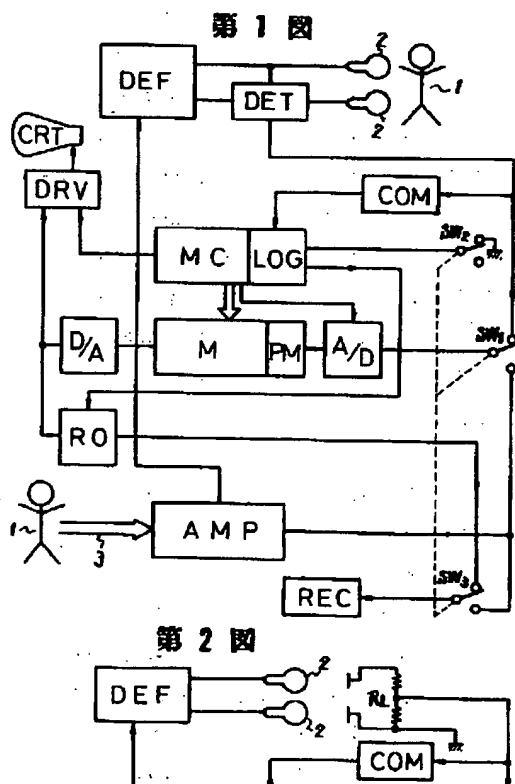 第1図
2
DEF
DET
1
2
CRT
DRV
COM
SW2
MC LOG
SW1
D/A
M PM A/D
RO
1
3
AMP
SW3
REC
第2図
2
DEF
2
RL
COM